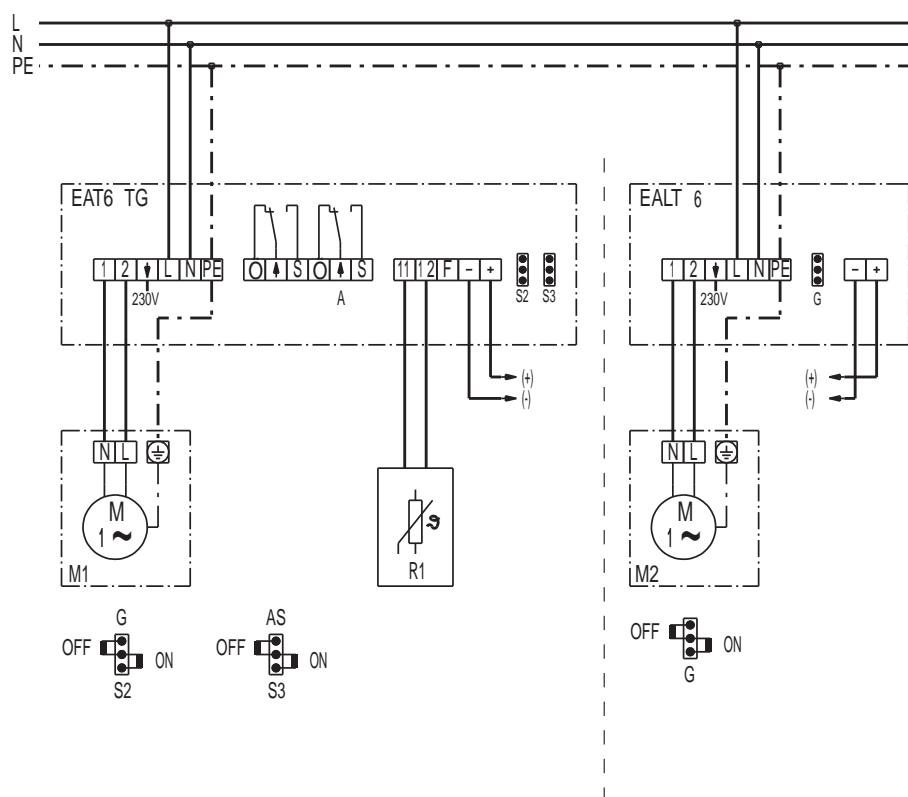 L
N
PE
EAT6 TG
EALT 6
1 2 L N PE
O S O S
11 12 F − +
1 2 L N PE
− +
230V
A
S2
S3
230V
G
(+)
(-)
(+)
(-)
N L
N L
M
1 ~
M1
ϑ
R1
M
1 ~
M2
G
OFF
ON
S2
AS
OFF
ON
S3
OFF
ON
G